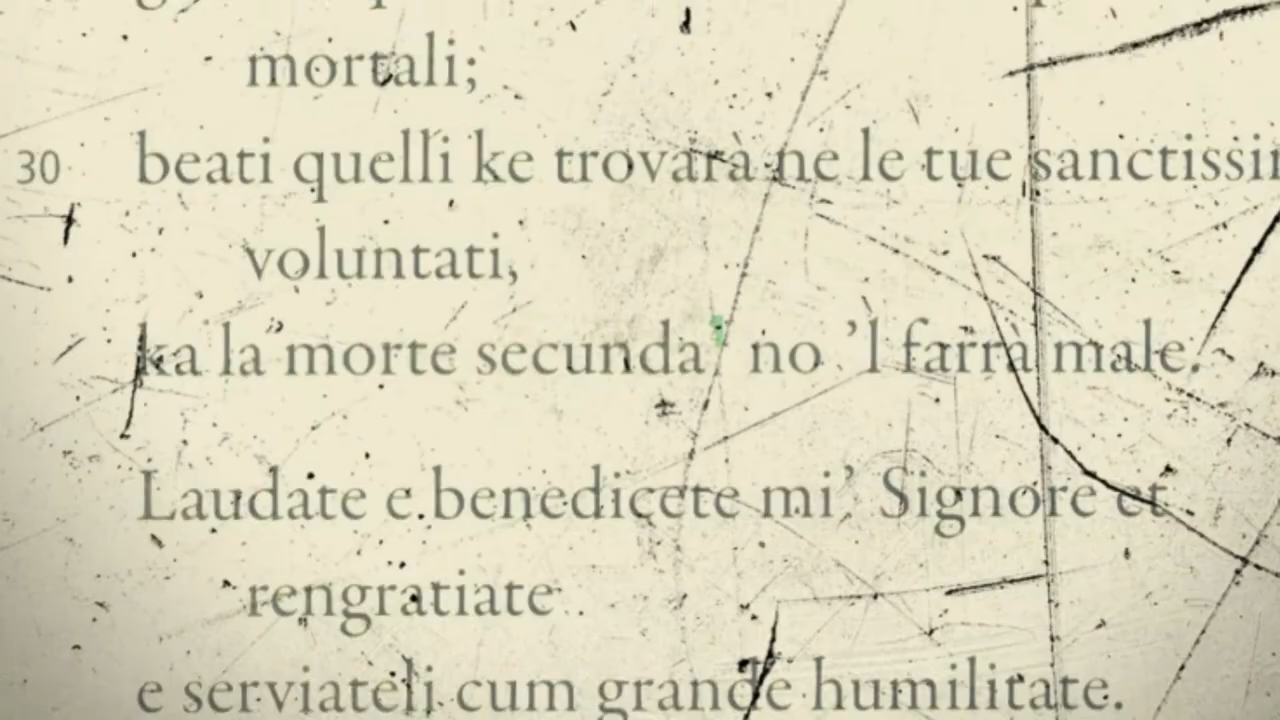 mortali;
30 beati quelli ke trovarà ne le tue
voluntati,
ka la morte secunda no 'l farrà male.
Laudate e benedicete mi' Signore et
rengratiate
e serviateli cum grande humilitate.